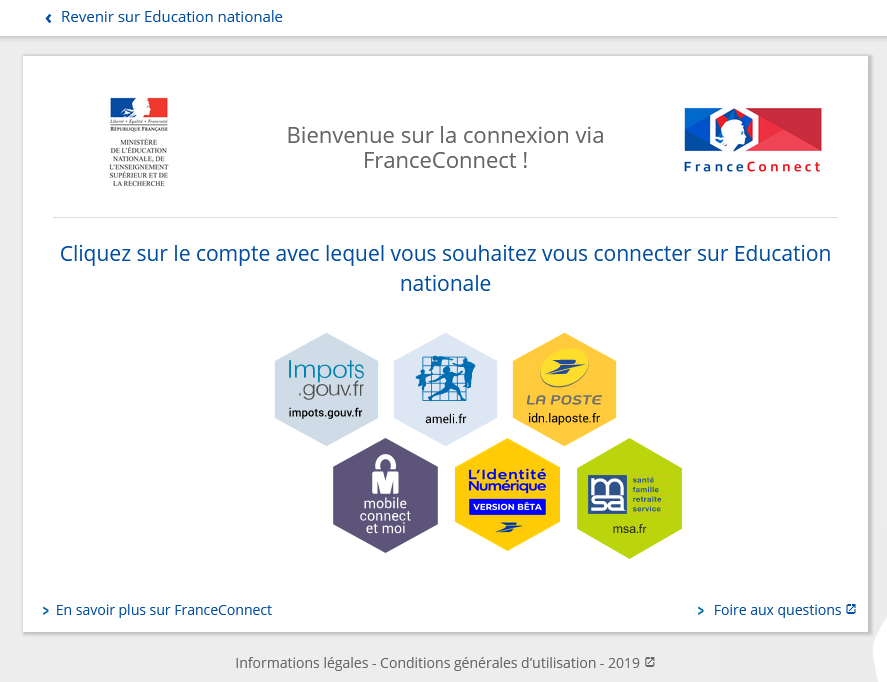 Revenir sur Education nationale
Liberté • Égalité • Fraternité
RÉPUBLIQUE FRANÇAISE
MINISTÈRE
DE L'ÉDUCATION
NATIONALE, DE
L'ENSEIGNEMENT
SUPÉRIEUR ET DE
LA RECHERCHE
Bienvenue sur la connexion via
FranceConnect !
FranceConnect
Cliquez sur le compte avec lequel vous souhaitez vous connecter sur Education
nationale
Impots
.gouv.fr
impots.gouv.fr
ameli.fr
LA POSTE
idn.laposte.fr
M
mobile
connect
et moi
L'Identité
Numérique
VERSION BÊTA
msa
santé
famille
retraite
service
msa.fr
En savoir plus sur FranceConnect
Foire aux questions
Informations légales - Conditions générales d'utilisation - 2019